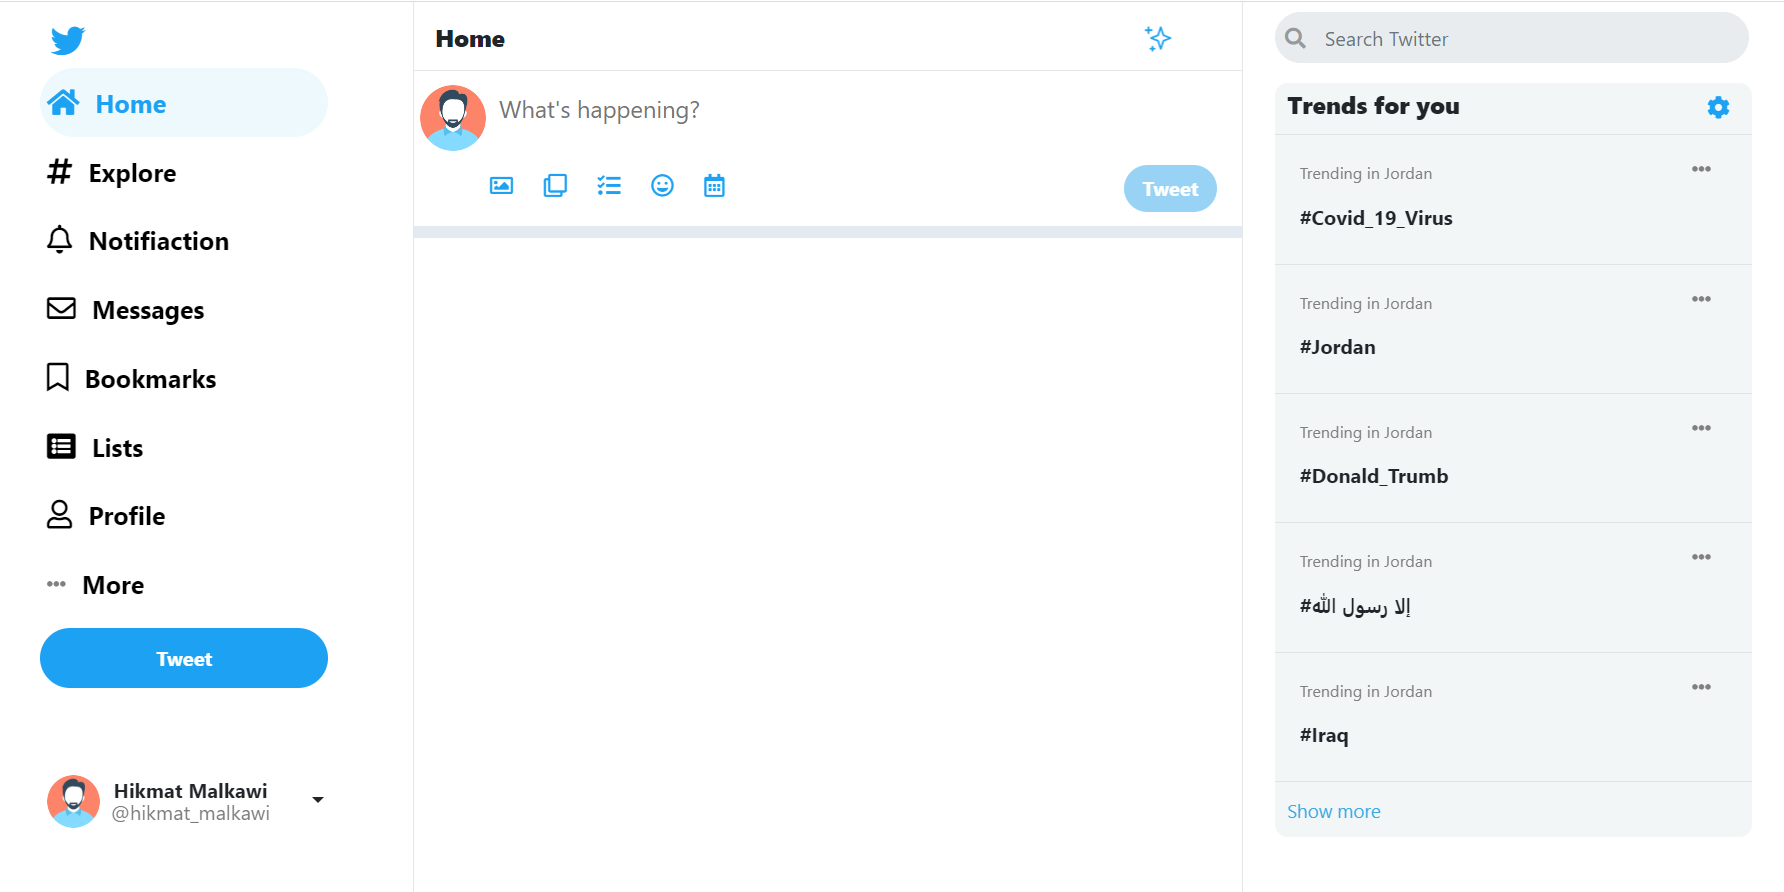 Home
Explore
Notifiaction
Messages
Bookmarks
Lists
Profile
More
Tweet
Hikmat Malkawi
@hikmat_malkawi
Home
What's happening?
Tweet
Search Twitter
Trends for you
Trending in Jordan
#Covid_19_Virus
Trending in Jordan
#Jordan
Trending in Jordan
#Donald_Trumb
Trending in Jordan
#إلا رسول الله
Trending in Jordan
#Iraq
Show more